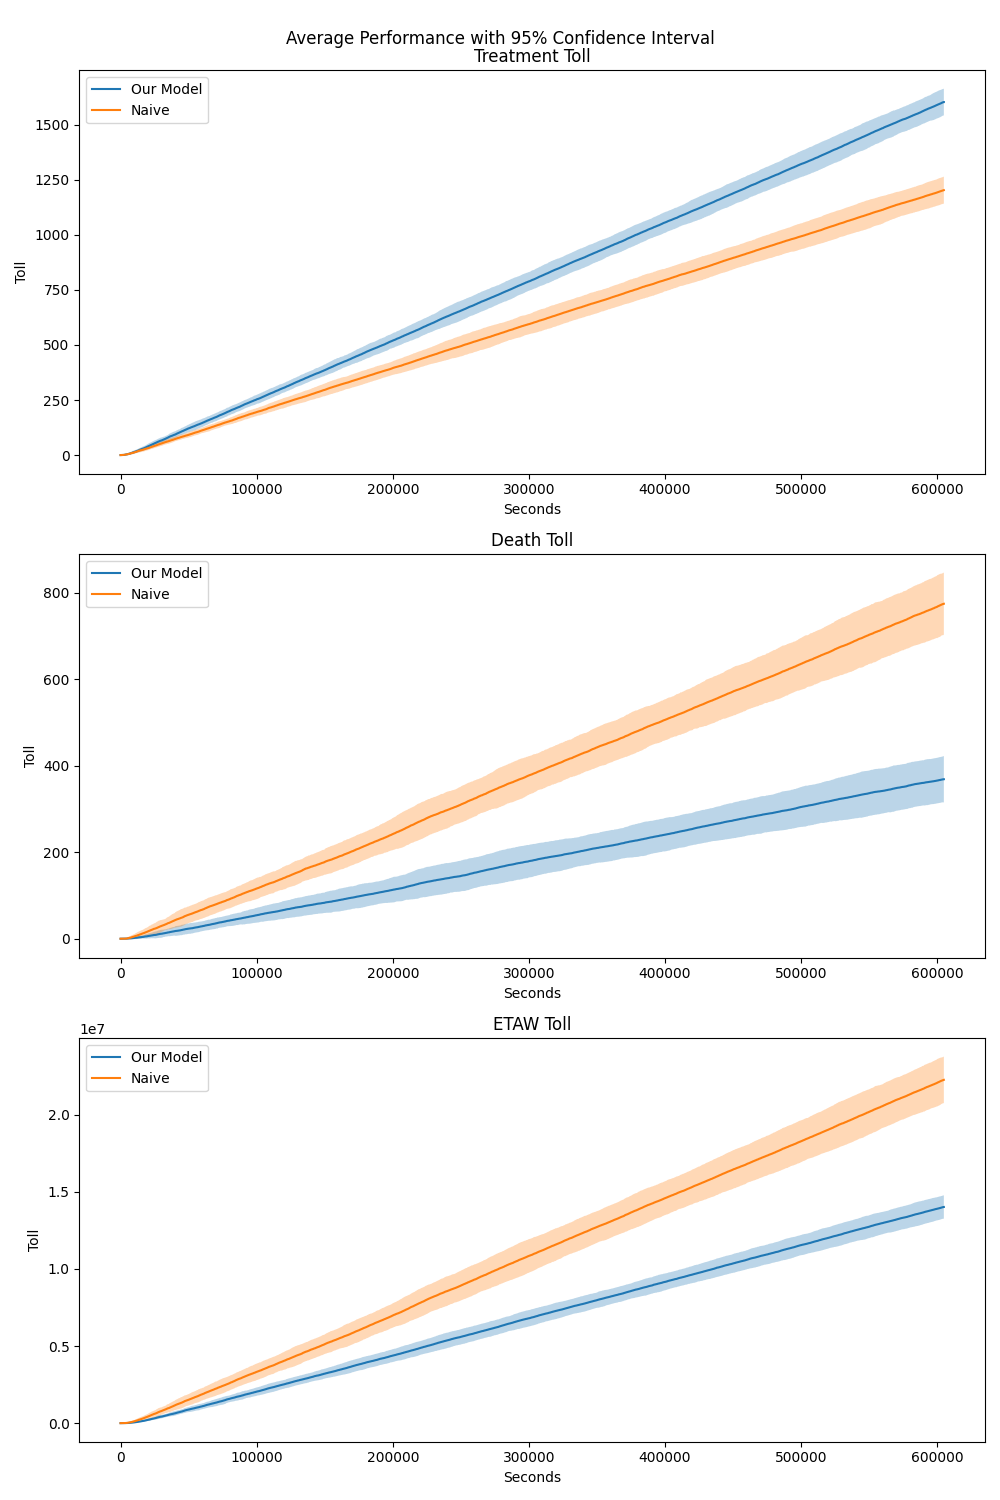 Average Performance with 95% Confidence Interval
Treatment Toll
Our Model
Naive
1500
1250
1000
750
500
250
0
Toll
0 100000 200000 300000 400000 500000 600000
Seconds
Death Toll
Our Model
Naive
800
600
400
200
0
Toll
0 100000 200000 300000 400000 500000 600000
Seconds
ETAW Toll
1e7
Our Model
Naive
2.0
1.5
1.0
0.5
0.0
Toll
0 100000 200000 300000 400000 500000 600000
Seconds